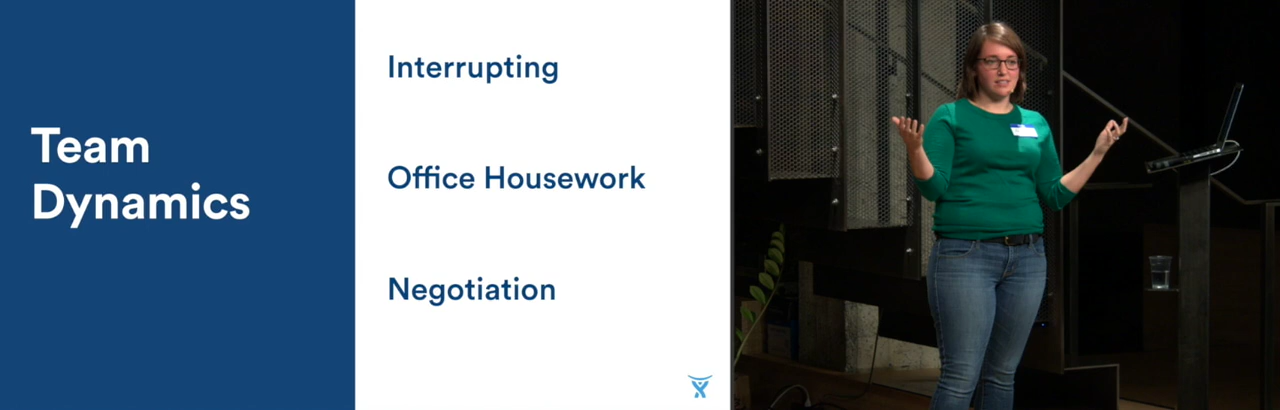 Team
Dynamics
Interrupting
Office Housework
Negotiation